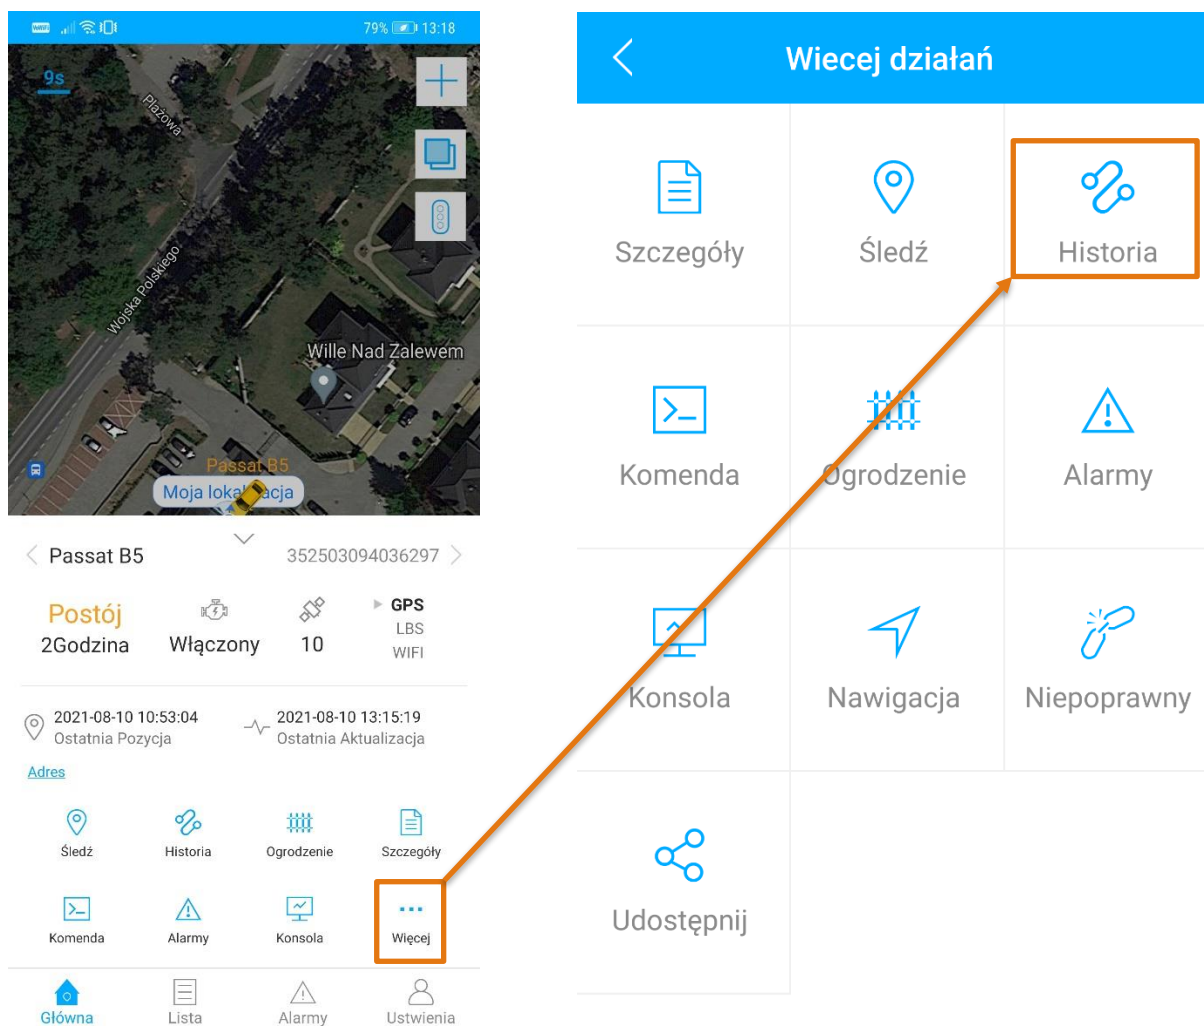 79% 13:18
9s
Plażowa
Wojska Polskiego
Wille Nad Zalewem
Passat B5
Moja lokalizacja
Passat B5
352503094036297
Postój
2Godzina
Włączony
10
GPS
LBS
WIFI
2021-08-10 10:53:04
Ostatnia Pozycja
2021-08-10 13:15:19
Ostatnia Aktualizacja
Adres
Śledź
Historia
Ogrodzenie
Szczegóły
Komenda
Alarmy
Konsola
Więcej
Główna
Lista
Alarmy
Ustwienia
Wiecej działań
Szczegóły
Śledź
Historia
Komenda
Ogrodzenie
Alarmy
Konsola
Nawigacja
Niepoprawny
Udostępnij